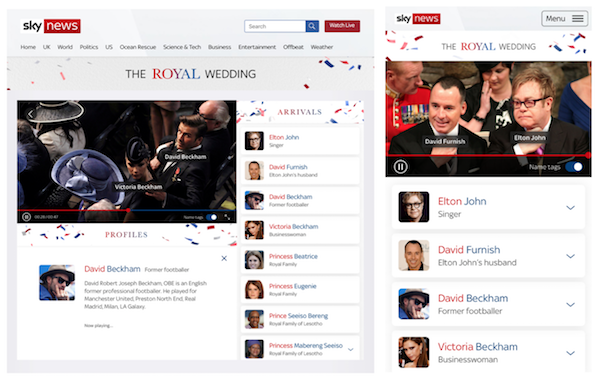 sky news
Search
Watch Live
Home UK World Politics US Ocean Rescue Science & Tech Business Entertainment Offbeat Weather
THE ROYAL WEDDING
David Beckham
Victoria Beckham
Name tags
PROFILES
David Beckham Former footballer
David Robert Joseph Beckham, OBE is an English
former professional footballer. He played for
Manchester United, Preston North End, Real
Madrid, Milan, LA Galaxy.
Now playing...
ARRIVALS
Elton John
Singer
David Furnish
Elton John's husband
David Beckham
Former footballer
Victoria Beckham
Businesswoman
Princess Beatrice
Royal Family
Princess Eugenie
Royal Family
Prince Seeiso Bereng
Royal Family of Lesotho
Princess Mabereng Seeiso
Royal Family of Lesotho
sky news
Menu
THE ROYAL WEDDING
David Furnish
Elton John
Name tags
Elton John
Singer
David Furnish
Elton John's husband
David Beckham
Former footballer
Victoria Beckham
Businesswoman